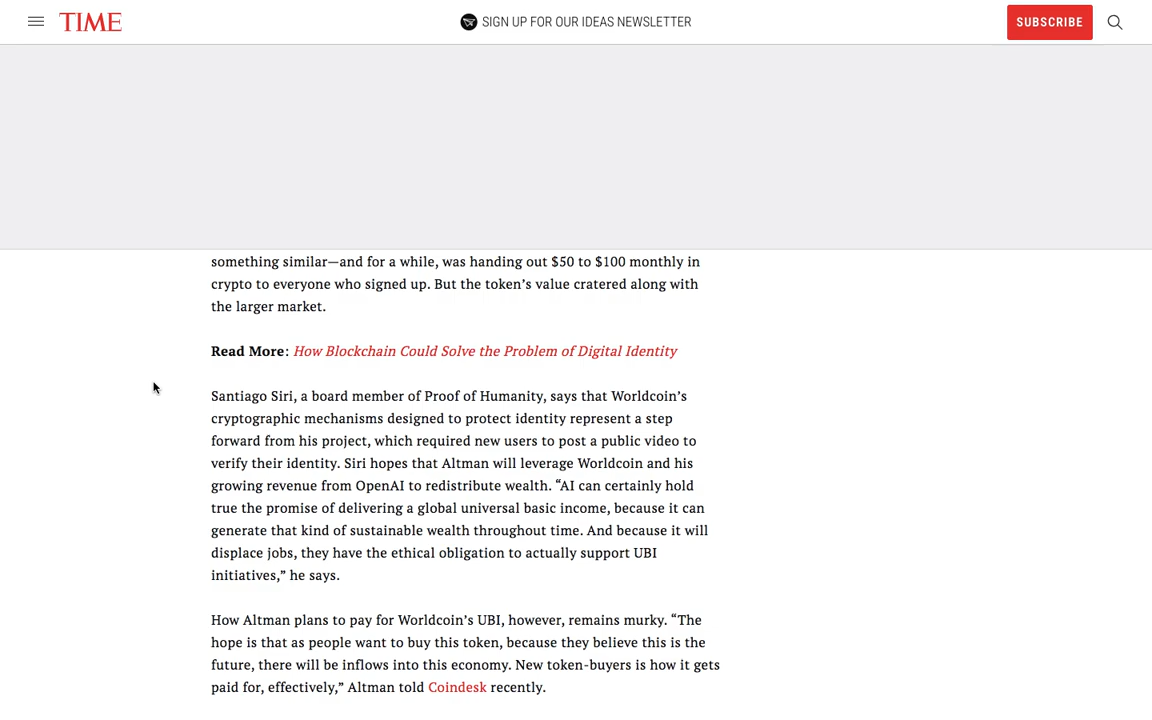 TIME
SIGN UP FOR OUR IDEAS NEWSLETTER
SUBSCRIBE
something similar—and for a while, was handing out $50 to $100 monthly in
crypto to everyone who signed up. But the token’s value cratered along with
the larger market.
Read More: How Blockchain Could Solve the Problem of Digital Identity
Santiago Siri, a board member of Proof of Humanity, says that Worldcoin’s
cryptographic mechanisms designed to protect identity represent a step
forward from his project, which required new users to post a public video to
verify their identity. Siri hopes that Altman will leverage Worldcoin and his
growing revenue from OpenAI to redistribute wealth. “AI can certainly hold
true the promise of delivering a global universal basic income, because it can
generate that kind of sustainable wealth throughout time. And because it will
displace jobs, they have the ethical obligation to actually support UBI
initiatives,” he says.
How Altman plans to pay for Worldcoin’s UBI, however, remains murky. “The
hope is that as people want to buy this token, because they believe this is the
future, there will be inflows into this economy. New token-buyers is how it gets
paid for, effectively,” Altman told Coindesk recently.